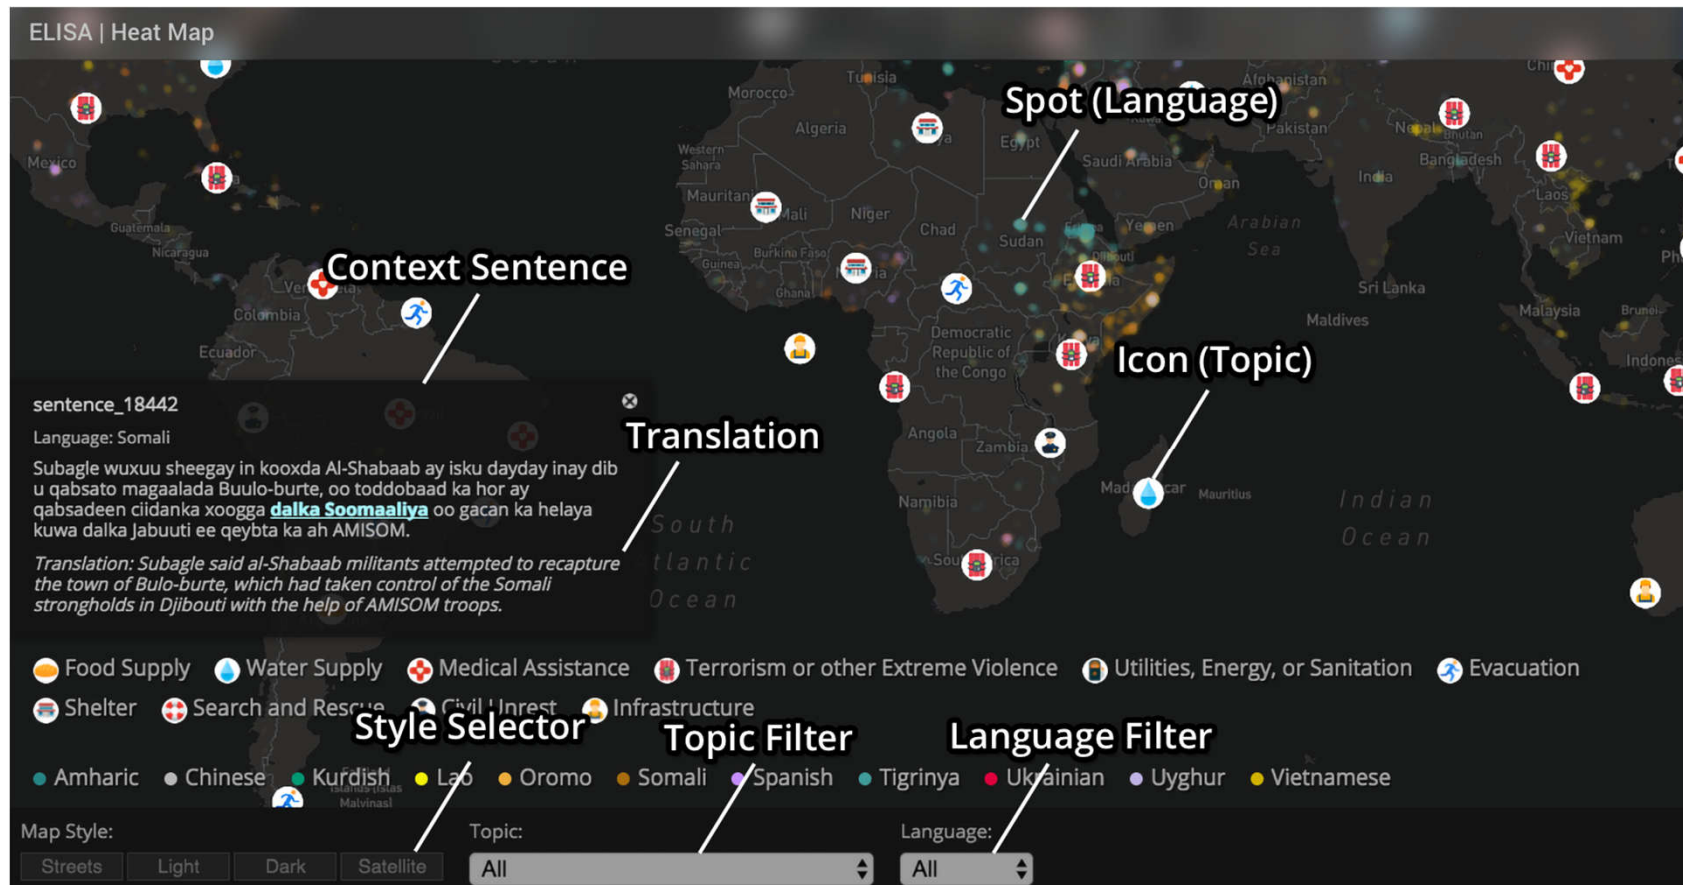 ELISA | Heat Map
Tunisia
Morocco
Afghanistan
Spot (Language)
Algeria
Egypt
Pakistan
Nepal
Bhutan
Western
Sahara
Saudi Arabia
Bangladesh
Mexico
India
Oman
Laos
Mali
Niger
Guatemala
Senegal
Chad
Sudan
Yemen
Arabian
Sea
Vietnam
Nicaragua
Burkina Faso
Djibouti
Guinea
Context Sentence
Ghana
Sri Lanka
Colombia
Malaysia
Brunei
Maldives
Democratic
Republic of
the Congo
Ecuador
Icon (Topic)
sentence_18442
Language: Somali
Translation
Angola
Zambia
Subagle wuxuu sheegay in kooxda Al-Shabaab ay isku dayday inay dib
u qabsato magaalada Buulo-burte, oo toddobaad ka hor ay
qabsadeen ciidanka xoogga dalka Soomaaliya oo gacan ka helaya
kuwa dalka Jabuuti ee qeybta ka ah AMISOM.
Mauritius
Namibia
Indian
Ocean
South
Ocean
Translation: Subagle said al-Shabaab militants attempted to recapture
the town of Bulo-burte, which had taken control of the Somali
strongholds in Djibouti with the help of AMISOM troops.
Food Supply Water Supply Medical Assistance Terrorism or other Extreme Violence Utilities, Energy, or Sanitation Evacuation
Shelter Search and Rescue Civil Unrest Infrastructure
Style Selector Topic Filter Language Filter
Amharic Chinese Kurdish Lao Oromo Somali Spanish Tigrinya Ukrainian Uyghur Vietnamese
Malvinas)
Map Style: Topic: Language:
Streets Light Dark Satellite All All